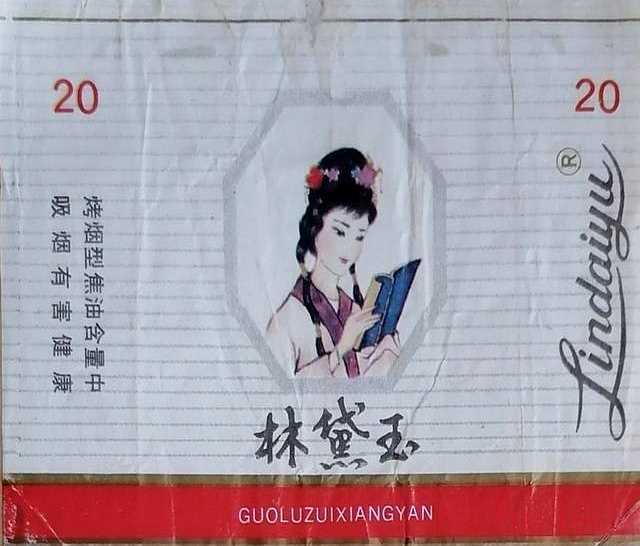 20
20
®
Lindaiyu
烤烟型焦油含量中
吸烟有害健康
林黛玉
GUOLUZUIXIANGYAN